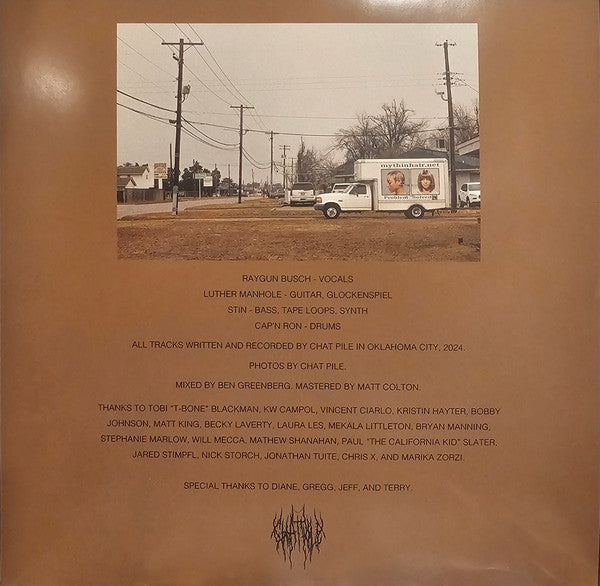 mythinhair.net
Problem Solved
RAYGUN BUSCH - VOCALS
LUTHER MANHOLE - GUITAR, GLOCKENSPIEL
STIN - BASS, TAPE LOOPS, SYNTH
CAP'N RON - DRUMS
ALL TRACKS WRITTEN AND RECORDED BY CHAT PILE IN OKLAHOMA CITY, 2024.
PHOTOS BY CHAT PILE.
MIXED BY BEN GREENBERG. MASTERED BY MATT COLTON.
THANKS TO TOBI "T-BONE" BLACKMAN, KW CAMPOL, VINCENT CIARLO, KRISTIN HAYTER, BOBBY
JOHNSON, MATT KING, BECKY LAVERTY, LAURA LES, MEKALA LITTLETON, BRYAN MANNING,
STEPHANIE MARLOW, WILL MECCA, MATHEW SHANAHAN, PAUL "THE CALIFORNIA KID" SLATER,
JARED STIMPFL, NICK STORCH, JONATHAN TUITE, CHRIS X, AND MARIKA ZORZI.
SPECIAL THANKS TO DIANE, GREGG, JEFF, AND TERRY.
CHAT PILE